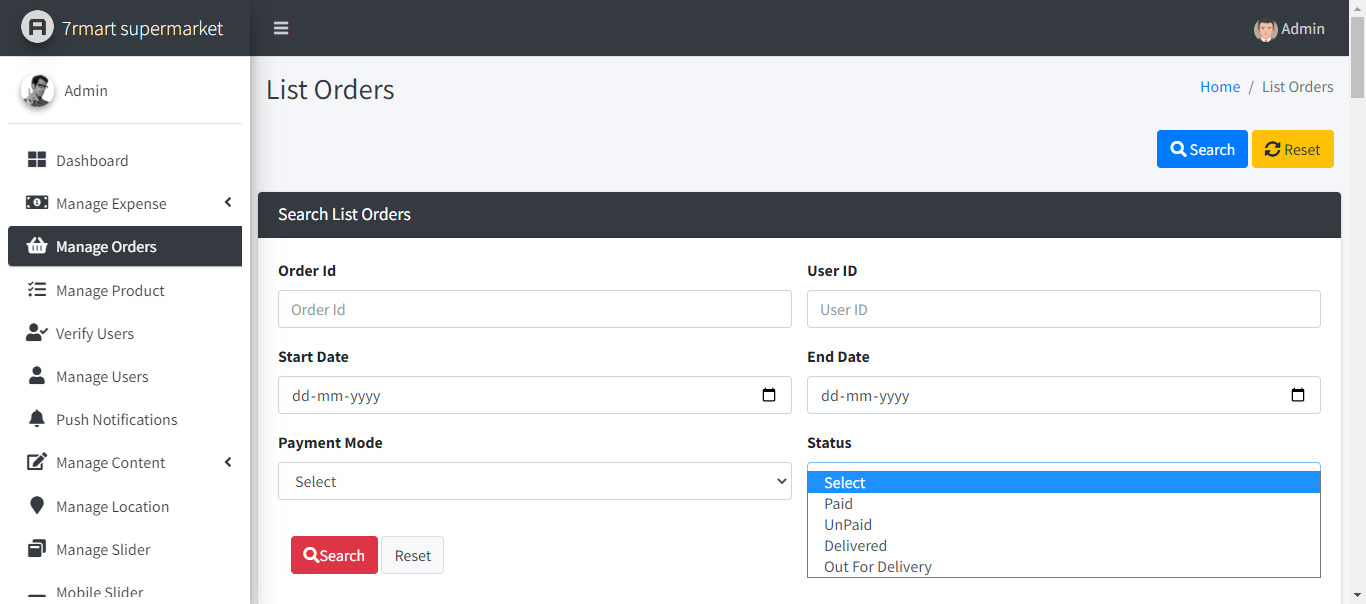 7rmart supermarket
Admin
Admin
List Orders
Home / List Orders
Search
Reset
Dashboard
Manage Expense
Manage Orders
Manage Product
Verify Users
Manage Users
Push Notifications
Manage Content
Manage Location
Manage Slider
Mobile Slider
Search List Orders
Order Id
User ID
Order Id
User ID
Start Date
End Date
dd-mm-yyyy
dd-mm-yyyy
Payment Mode
Status
Select
Select
Paid
UnPaid
Delivered
Out For Delivery
Search
Reset